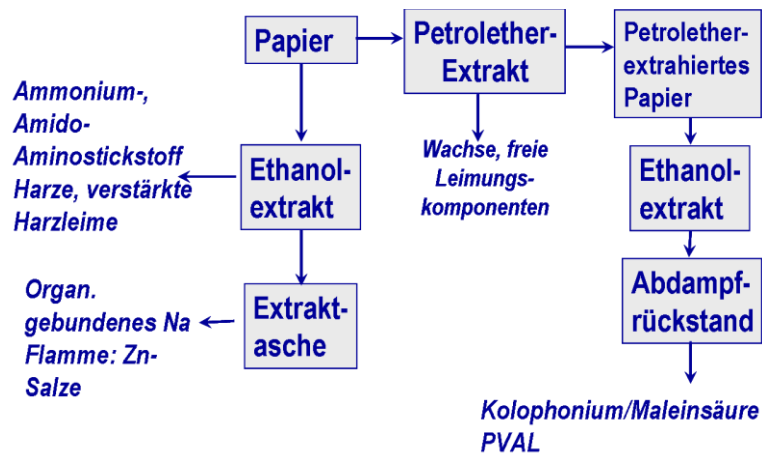 Papier
Petrolether-
Extrakt
Petrolether-
extrahiertes
Papier
Ammonium-,
Amido-
Aminostickstoff
Harze, verstärkte
Harzleime
Ethanol-
extrakt
Wachse, freie
Leimungs-
komponenten
Ethanol-
extrakt
Organ.
gebundenes Na
Flamme: Zn-
Salze
Extrakt-
asche
Abdampf-
rückstand
Kolophonium/Maleinsäure
PVAL